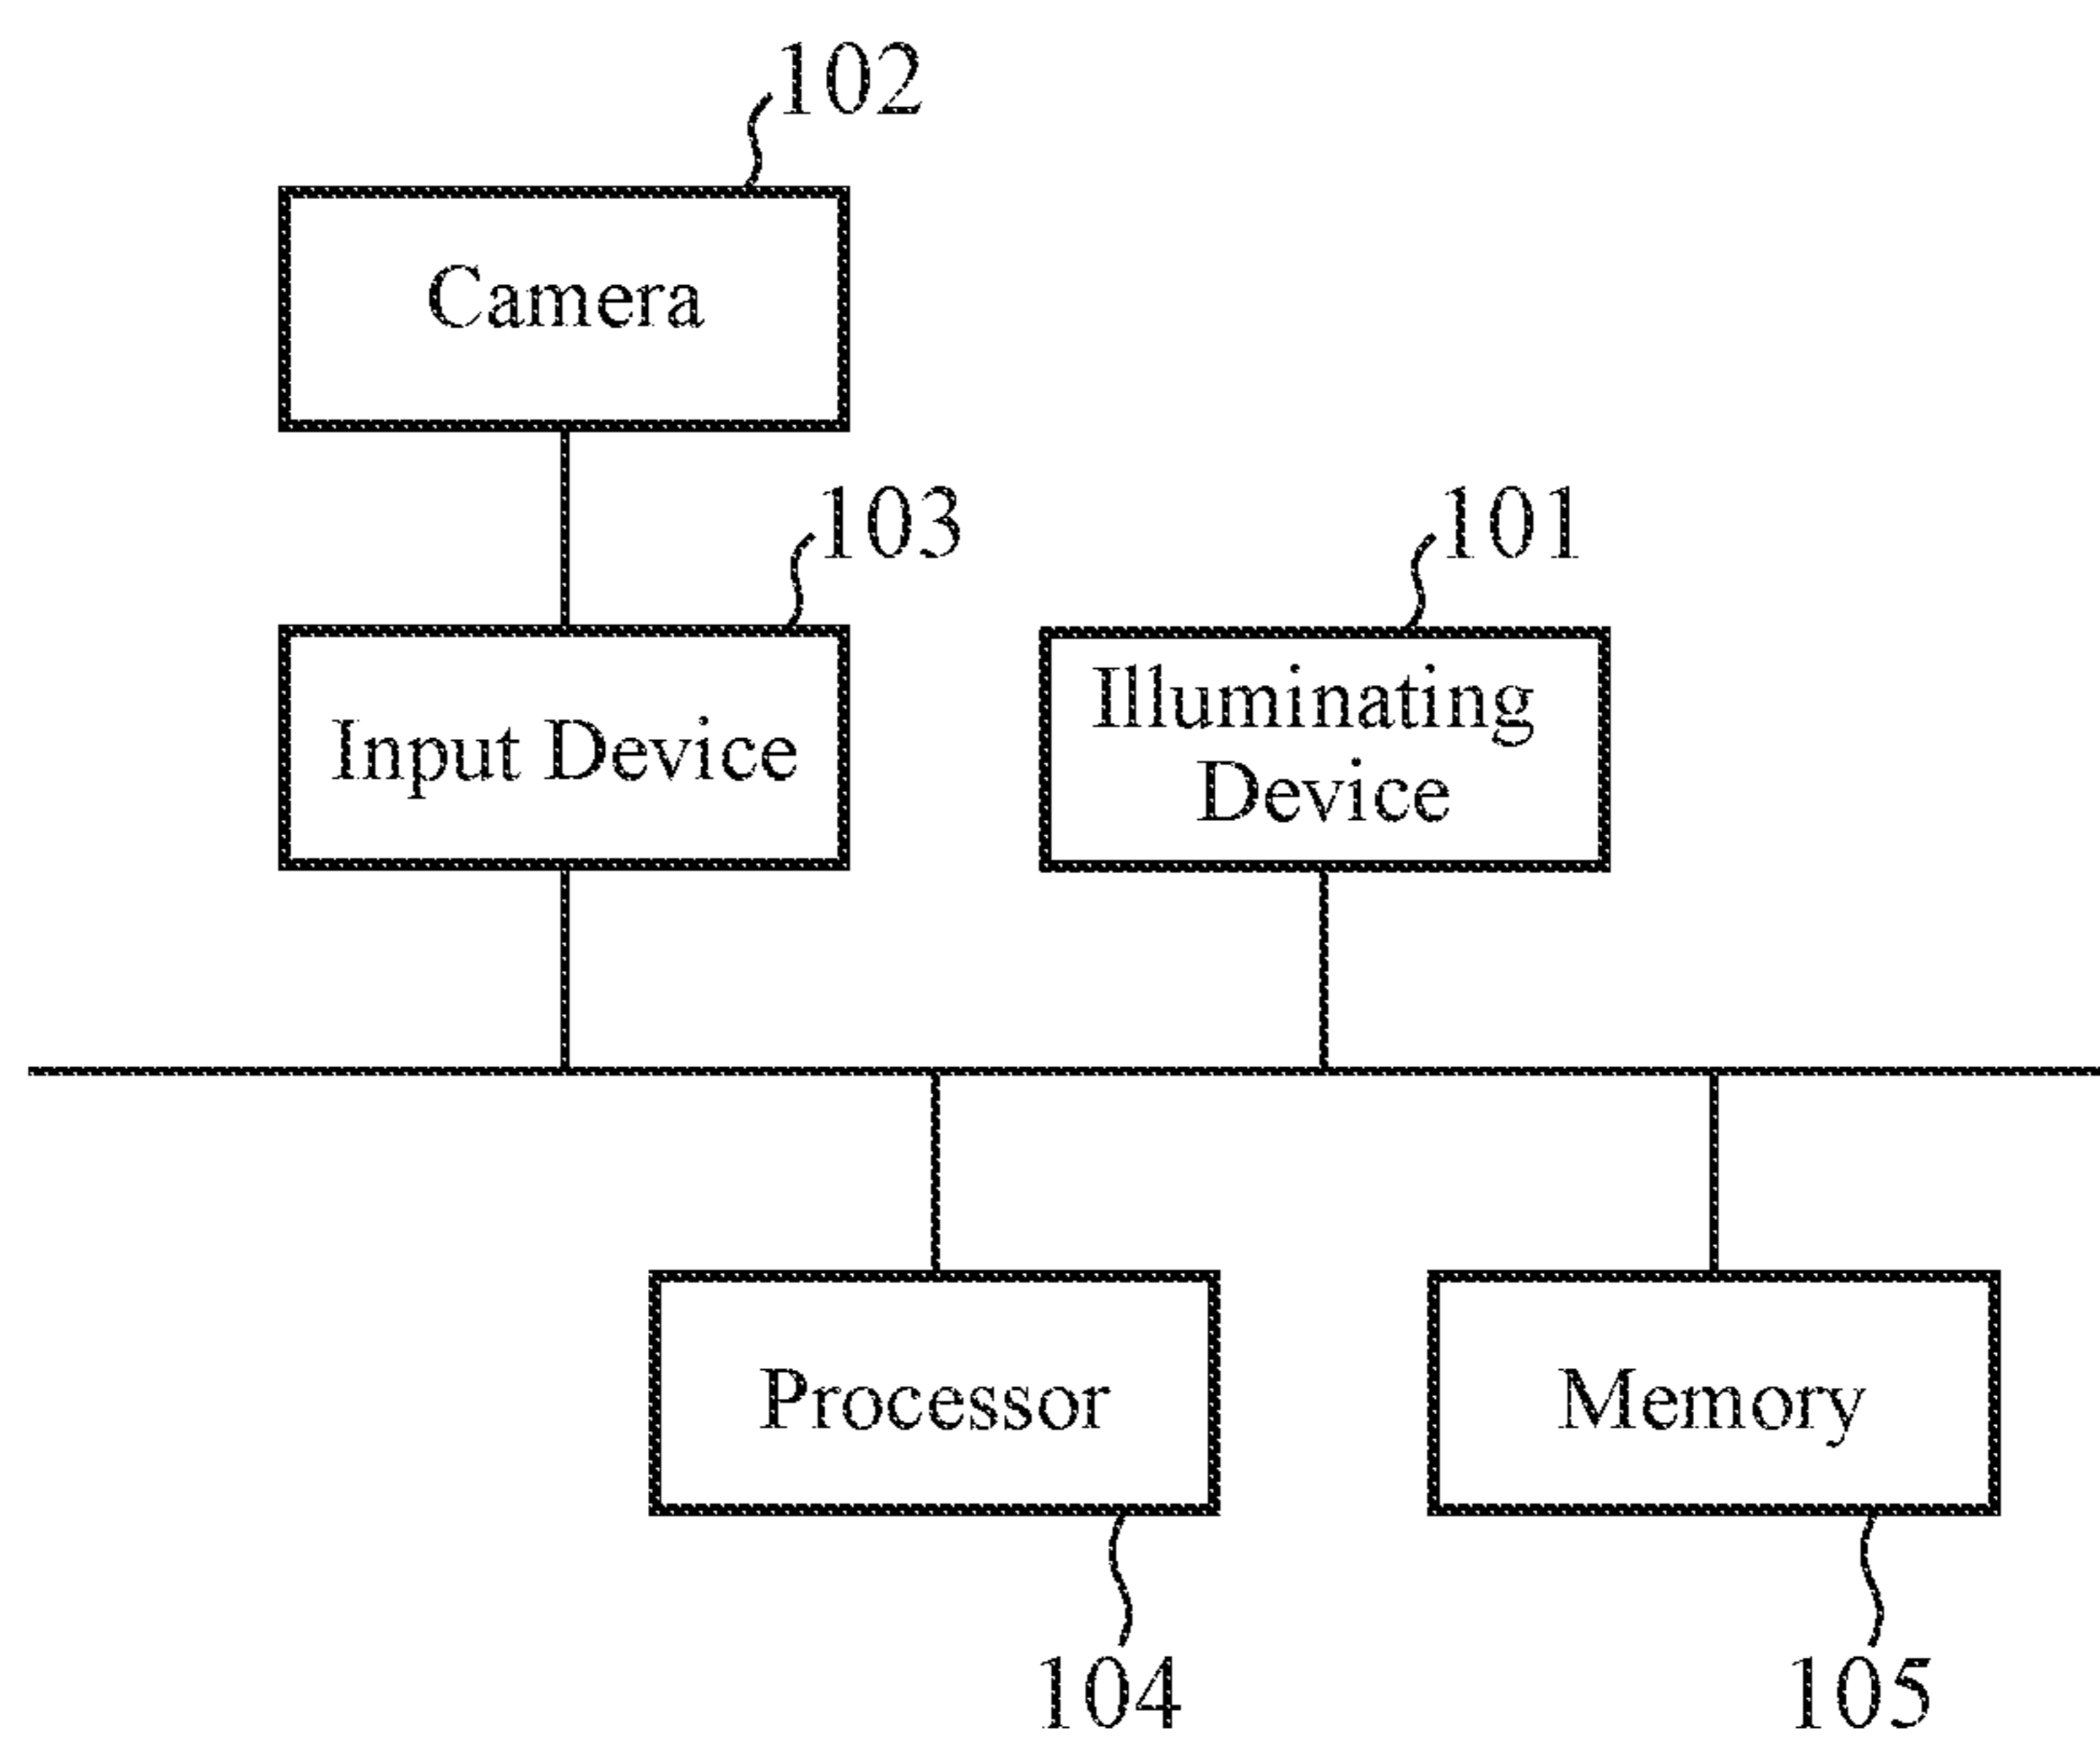 102
Camera
103
101
Input Device
Illuminating
Device
Processor
Memory
104
105